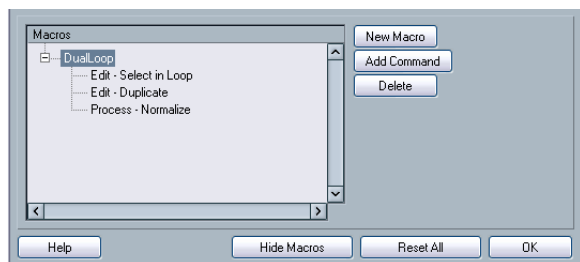 Macros
DualLoop
Edit - Select in Loop
Edit - Duplicate
Process - Normalize
New Macro
Add Command
Delete
Help
Hide Macros
Reset All
OK